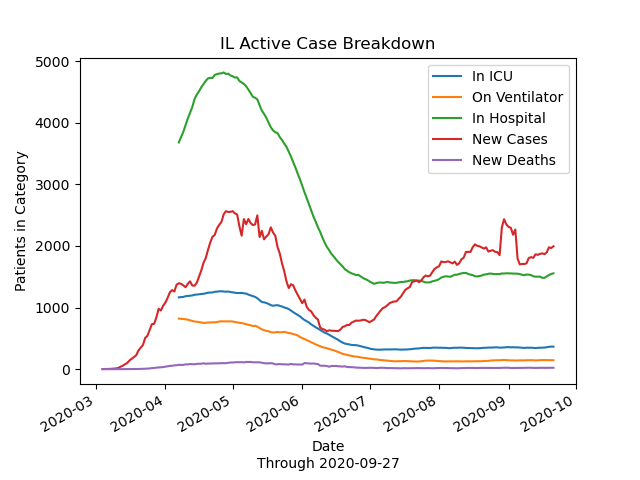 IL Active Case Breakdown
Patients in Category
5000
4000
3000
2000
1000
0
In ICU
On Ventilator
In Hospital
New Cases
New Deaths
2020-03
2020-04
2020-05
2020-06
2020-07
2020-08
2020-09
2020-10
Date
Through 2020-09-27